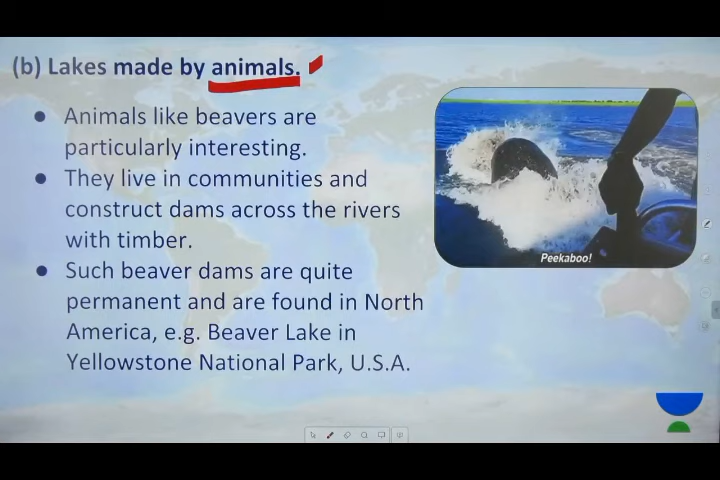 (b) Lakes made by animals.
● Animals like beavers are
particularly interesting.
● They live in communities and
construct dams across the rivers
with timber.
● Such beaver dams are quite
permanent and are found in North
America, e.g. Beaver Lake in
Yellowstone National Park, U.S.A.
Peekaboo!